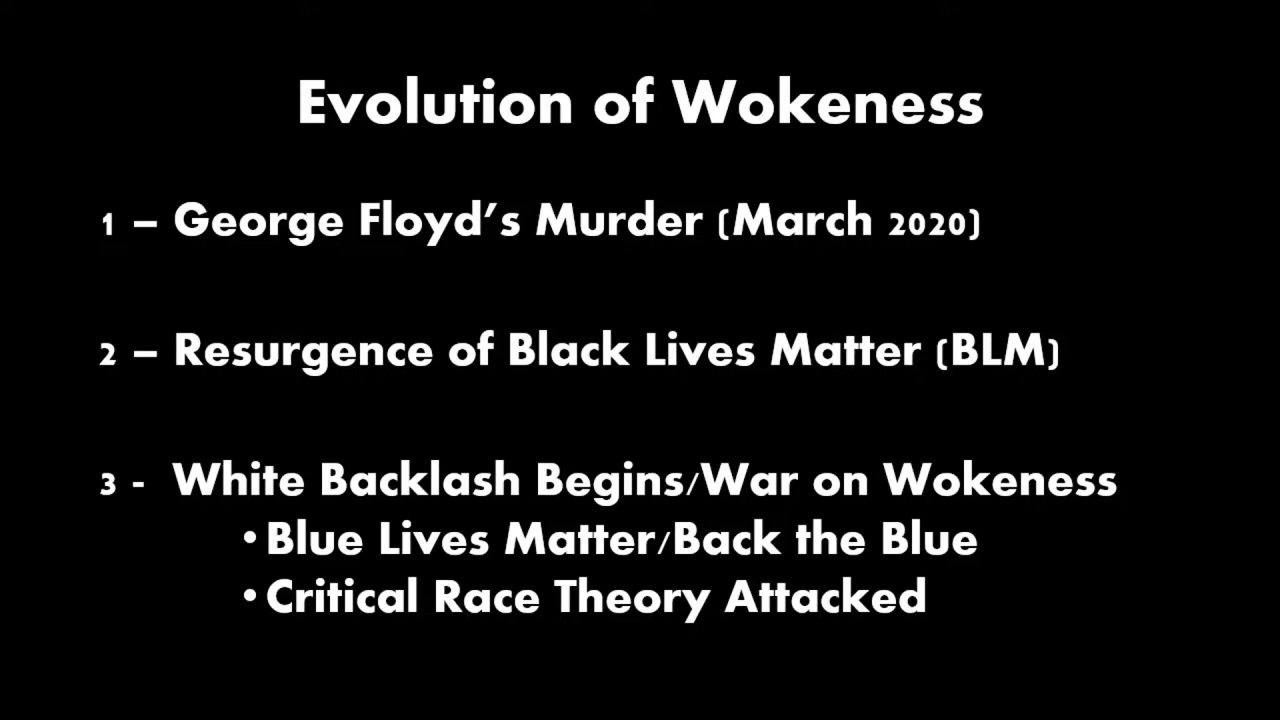 Evolution of Wokeness
1 – George Floyd’s Murder (March 2020)
2 – Resurgence of Black Lives Matter (BLM)
3 - White Backlash Begins/War on Wokeness
• Blue Lives Matter/Back the Blue
• Critical Race Theory Attacked